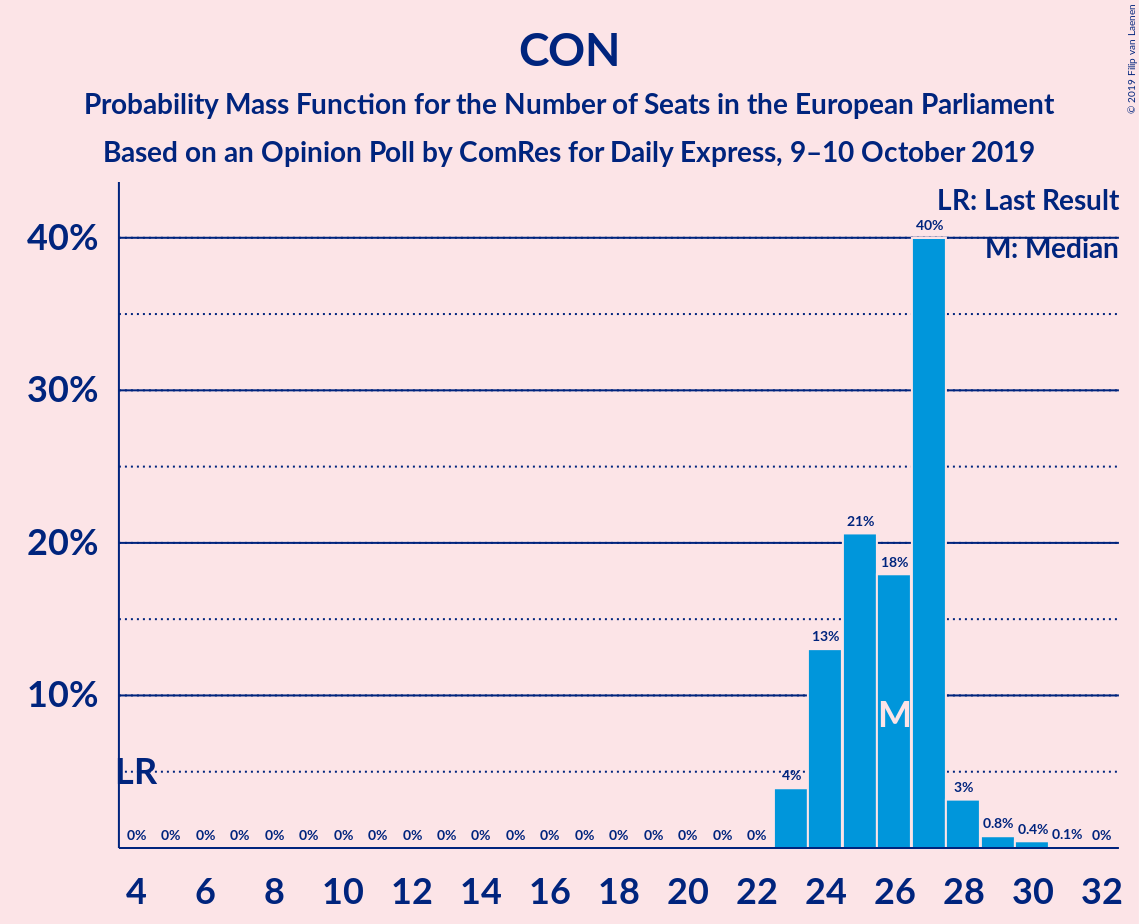 CON
Probability Mass Function for the Number of Seats in the European Parliament
Based on an Opinion Poll by ComRes for Daily Express, 9–10 October 2019
© 2019 Filip van Laenen
LR: Last Result
M: Median
40%
30%
20%
10%
LR
M
0% 0% 0% 0% 0% 0% 0% 0% 0% 0% 0% 0% 0% 0% 0% 0% 0% 0% 0% 4% 13% 21% 18% 40% 3% 0.8% 0.4% 0.1% 0%
4 6 8 10 12 14 16 18 20 22 24 26 28 30 32